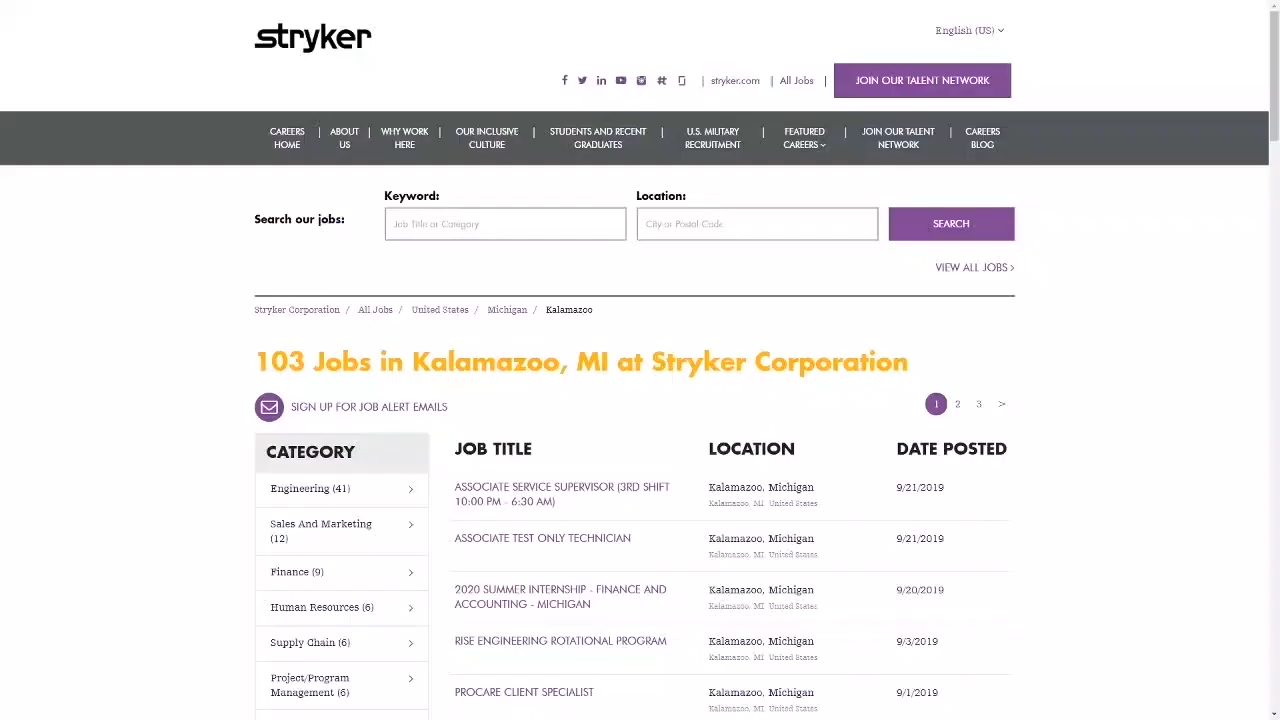 stryker
English (US)
| stryker.com | All Jobs | JOIN OUR TALENT NETWORK
CAREERS HOME | ABOUT US | WHY WORK HERE | OUR INCLUSIVE CULTURE | STUDENTS AND RECENT GRADUATES | U.S. MILITARY RECRUITMENT | FEATURED CAREERS | JOIN OUR TALENT NETWORK | CAREERS BLOG
Keyword: Location:
Search our jobs: Job Title or Category City or Postal Code SEARCH
VIEW ALL JOBS >
Stryker Corporation / All Jobs / United States / Michigan / Kalamazoo
103 Jobs in Kalamazoo, MI at Stryker Corporation
SIGN UP FOR JOB ALERT EMAILS
1 2 3 >
CATEGORY
Engineering (41)
Sales And Marketing
(12)
Finance (9)
Human Resources (6)
Supply Chain (6)
Project/Program
Management (6)
JOB TITLE LOCATION DATE POSTED
ASSOCIATE SERVICE SUPERVISOR (3RD SHIFT Kalamazoo, Michigan 9/21/2019
10:00 PM - 6:30 AM) Kalamazoo, MI United States
ASSOCIATE TEST ONLY TECHNICIAN Kalamazoo, Michigan 9/21/2019
Kalamazoo, MI United States
2020 SUMMER INTERNSHIP - FINANCE AND Kalamazoo, Michigan 9/20/2019
ACCOUNTING - MICHIGAN Kalamazoo, MI United States
RISE ENGINEERING ROTATIONAL PROGRAM Kalamazoo, Michigan 9/3/2019
Kalamazoo, MI United States
PROCARE CLIENT SPECIALIST Kalamazoo, Michigan 9/1/2019
Kalamazoo, MI United States